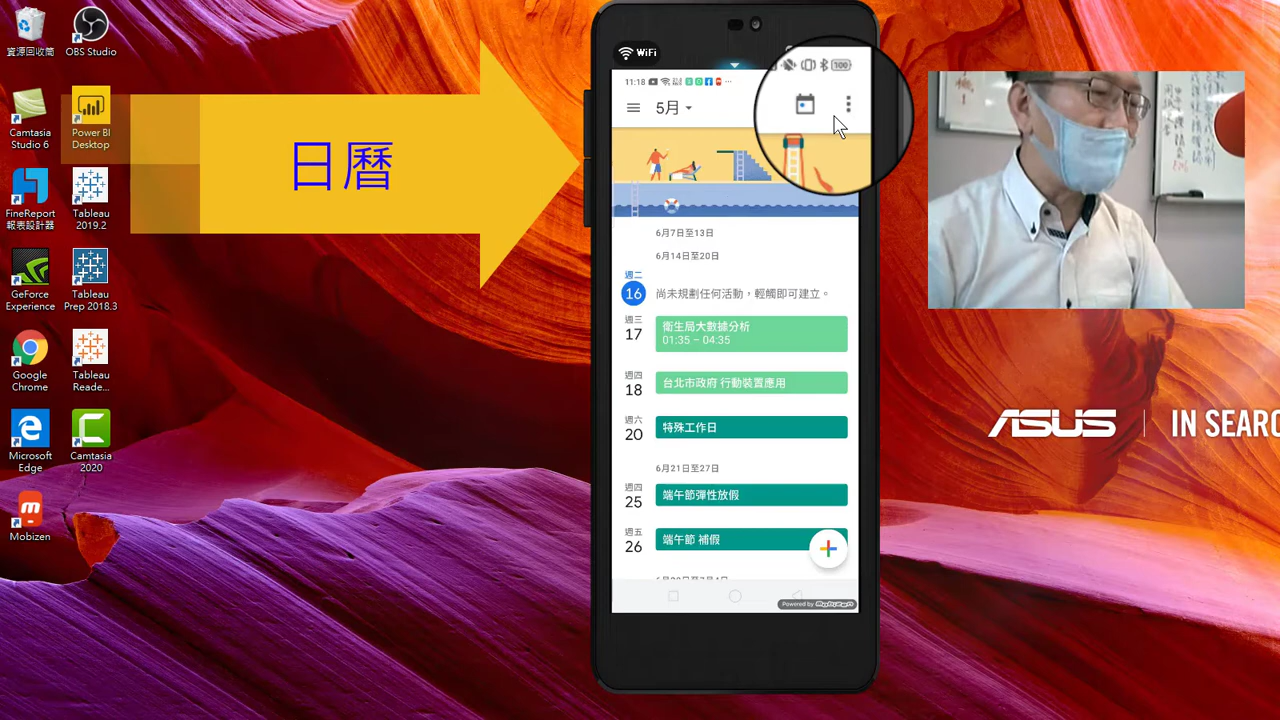 資源回收筒
OBS Studio
Camtasia
Studio 6
Power BI
Desktop
FineReport
報表設計器
Tableau
2019.2
GeForce
Experience
Tableau
Prep 2018.3
Google
Chrome
Tableau
Reade...
Microsoft
Edge
Camtasia
2020
Mobizen
日曆
WiFi
11:18
100
5月
6月7日至13日
6月14日至20日
週二
16
尚未規劃任何活動，輕觸即可建立。
週三
17
衛生局大數據分析
01:35 – 04:35
週四
18
台北市政府 行動裝置應用
週六
20
特殊工作日
6月21日至27日
週四
25
端午節彈性放假
週五
26
端午節 補假
Powered by
ASUS
IN SEARC